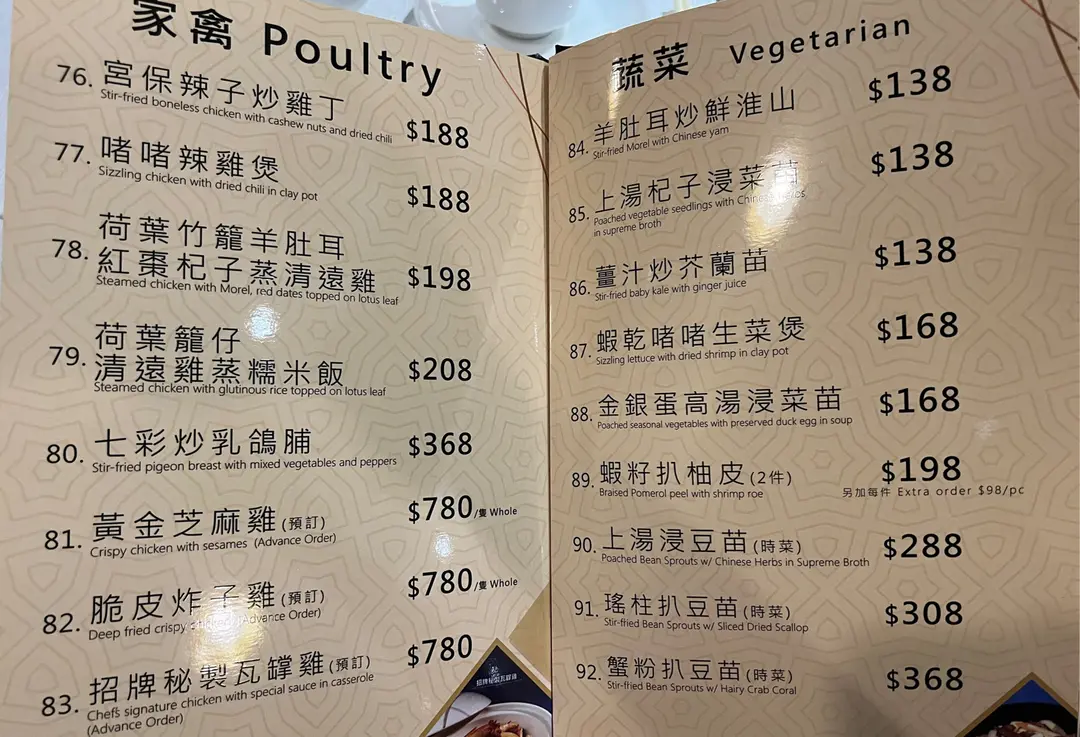 家禽 Poultry
76. 宮保辣子炒雞丁 $188
Stir-fried boneless chicken with cashew nuts and dried chili
77. 啫啫辣雞煲 $188
Sizzling chicken with dried chili in clay pot
78. 荷葉竹籠羊肚耳
紅棗杞子蒸清遠雞 $198
Steamed chicken with Morel, red dates topped on lotus leaf
79. 荷葉籠仔
清遠雞蒸糯米飯 $208
Steamed chicken with glutinous rice topped on lotus leaf
80. 七彩炒乳鴿脯 $368
Stir-fried pigeon breast with mixed vegetables and peppers
81. 黃金芝麻雞(預訂) $780/隻 Whole
Crispy chicken with sesames (Advance Order)
82. 脆皮炸子雞(預訂) $780/隻 Whole
Deep fried crispy chicken (Advance Order)
83. 招牌秘製瓦罉雞(預訂) $780
Chefs signature chicken with special sauce in casserole
(Advance Order)
招牌秘製瓦罉雞
蔬菜 Vegetarian
84. 羊肚耳炒鮮淮山 $138
Stir-fried Morel with Chinese yam
85. 上湯杞子浸菜苗 $138
Poached vegetable seedlings with Chinese herbs
in supreme broth
86. 薑汁炒芥蘭苗 $138
Stir-fried baby kale with ginger juice
87. 蝦乾啫啫生菜煲 $168
Sizzling lettuce with dried shrimp in clay pot
88. 金銀蛋高湯浸菜苗 $168
Poached seasonal vegetables with preserved duck egg in soup
89. 蝦籽扒柚皮(2件) $198
Braised Pomerol peel with shrimp roe
另加每件 Extra order $98/pc
90. 上湯浸豆苗(時菜) $288
Poached Bean Sprouts w/ Chinese Herbs in Supreme Broth
91. 瑤柱扒豆苗(時菜) $308
Stir-fried Bean Sprouts w/ Sliced Dried Scallop
92. 蟹粉扒豆苗(時菜) $368
Stir-fried Bean Sprouts w/ Hairy Crab Coral